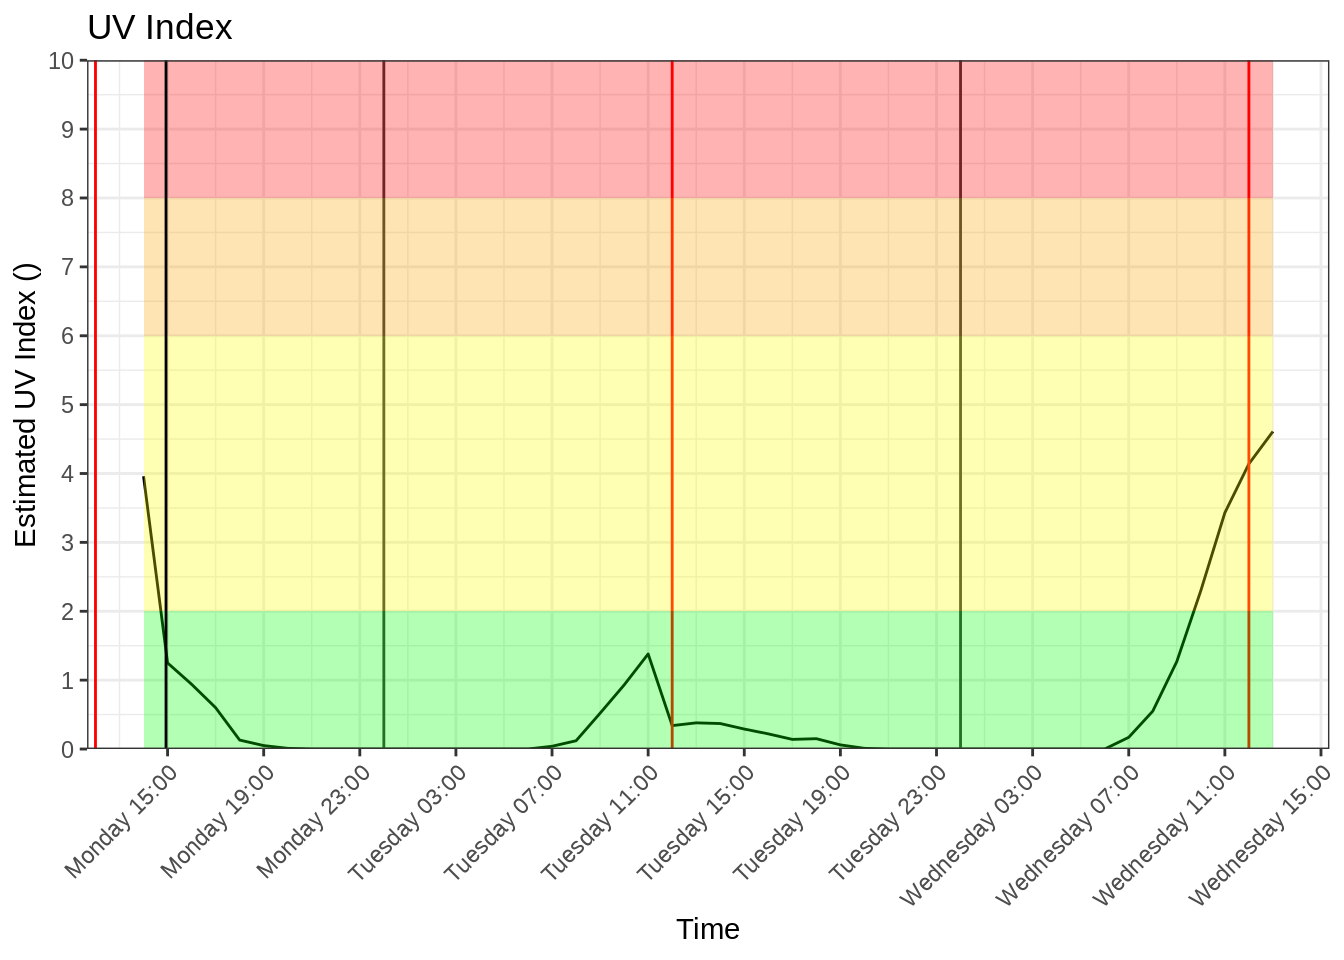 UV Index
Estimated UV Index ()
10
9
8
7
6
5
4
3
2
1
0
Monday 15:00
Monday 19:00
Monday 23:00
Tuesday 03:00
Tuesday 07:00
Tuesday 11:00
Tuesday 15:00
Tuesday 19:00
Tuesday 23:00
Wednesday 03:00
Wednesday 07:00
Wednesday 11:00
Wednesday 15:00
Time